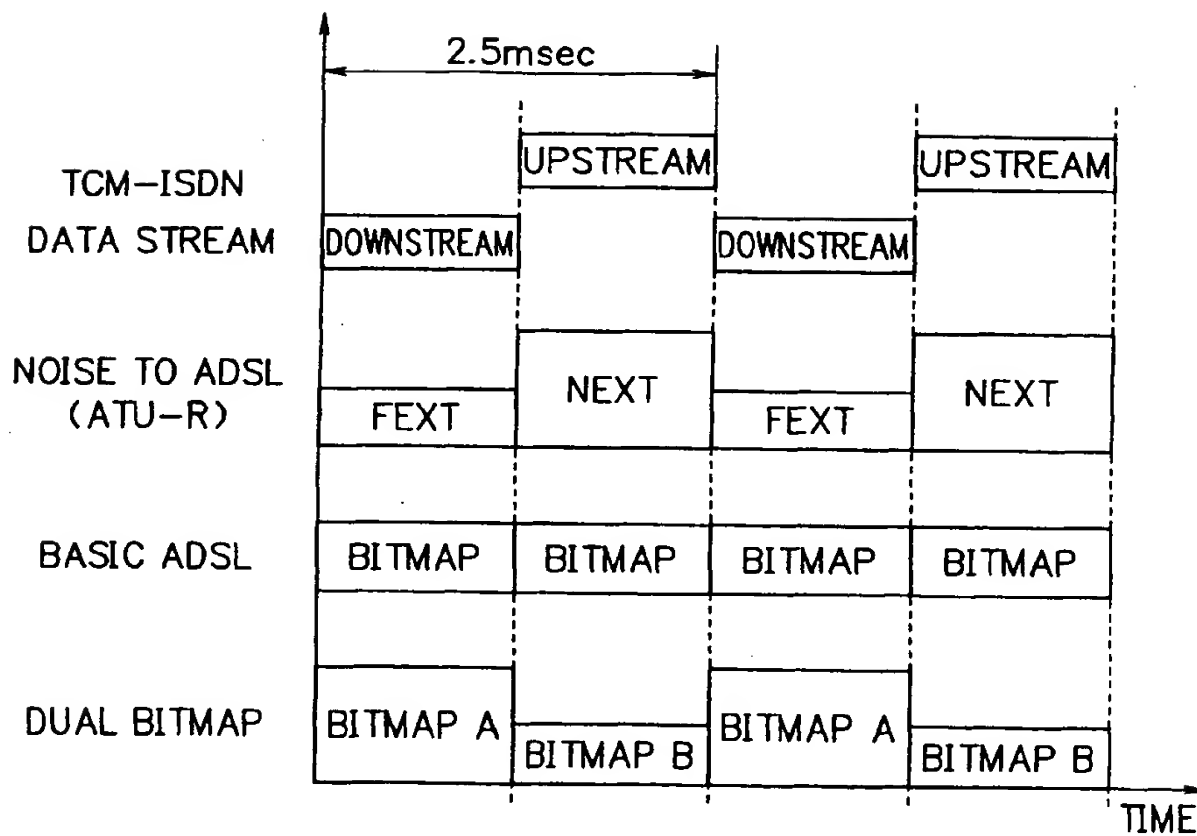 2.5msec
UPSTREAM UPSTREAM
TCM-ISDN
DATA STREAM DOWNSTREAM DOWNSTREAM
NOISE TO ADSL
(ATU-R)
FEXT NEXT FEXT NEXT
BASIC ADSL BITMAP BITMAP BITMAP BITMAP
DUAL BITMAP BITMAP A BITMAP B BITMAP A BITMAP B
TIME